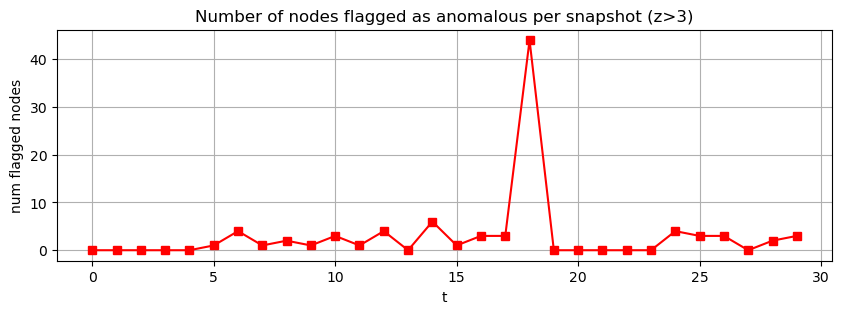 Number of nodes flagged as anomalous per snapshot (z>3)
num flagged nodes
40
30
20
10
0
0 5 10 15 20 25 30
t